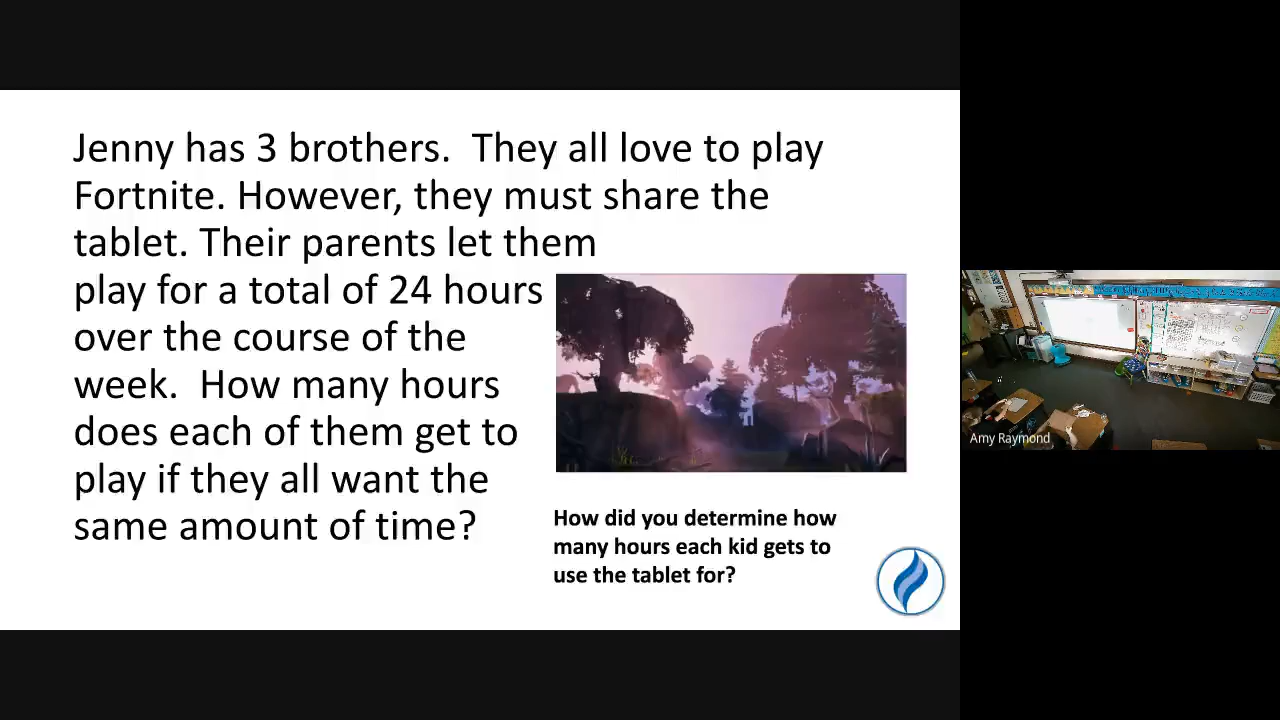 Jenny has 3 brothers.  They all love to play
Fortnite. However, they must share the
tablet. Their parents let them
play for a total of 24 hours
over the course of the
week.  How many hours
does each of them get to
play if they all want the
same amount of time?
How did you determine how
many hours each kid gets to
use the tablet for?
Amy Raymond